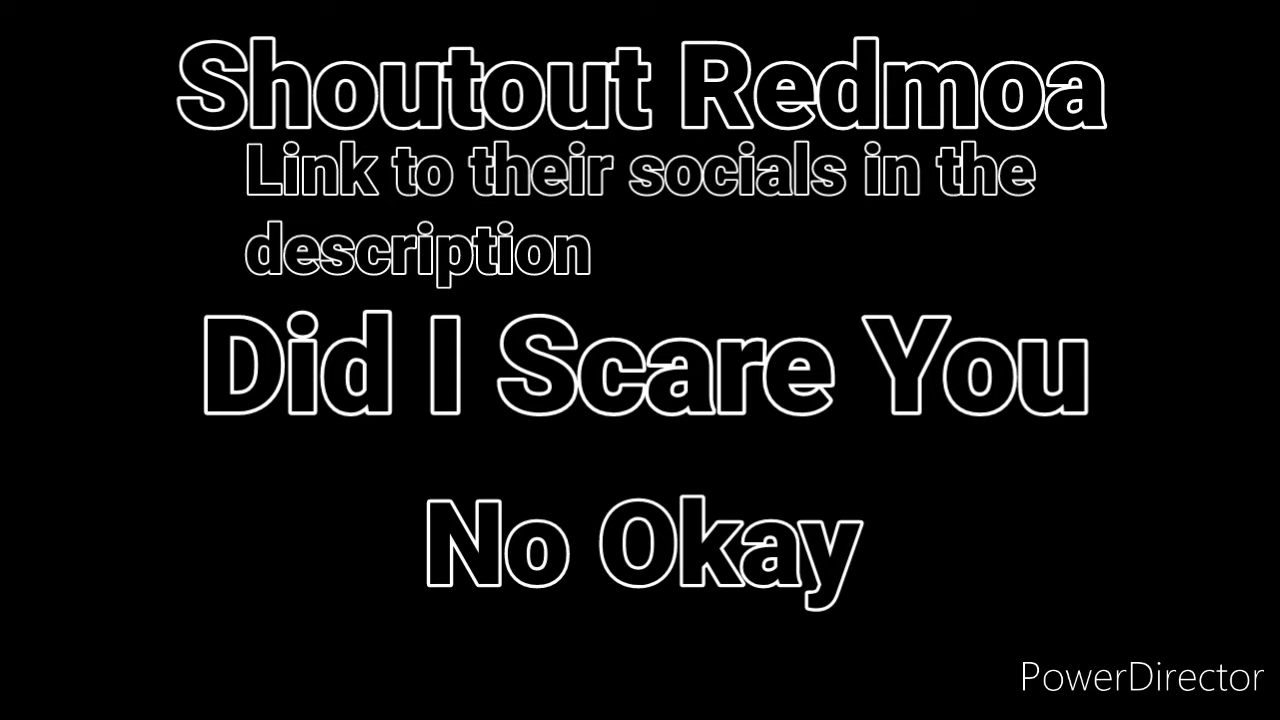 Shoutout Redmoa
Link to their socials in the
description
Did I Scare You
No Okay
PowerDirector